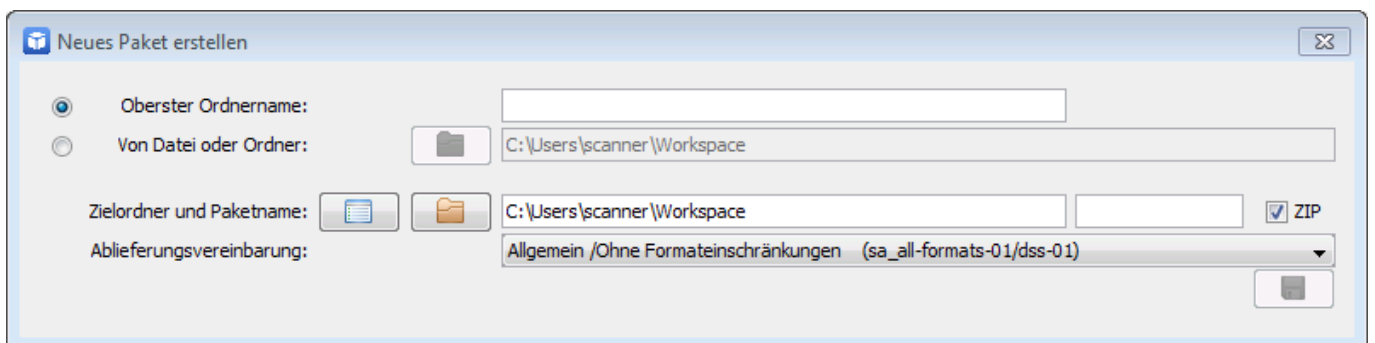 Neues Paket erstellen
Oberster Ordnername:
Von Datei oder Ordner: C:\Users\scanner\Workspace
Zielordner und Paketname: C:\Users\scanner\Workspace ZIP
Ablieferungsvereinbarung: Allgemein /Ohne Formateinschränkungen (sa_all-formats-01/dss-01)